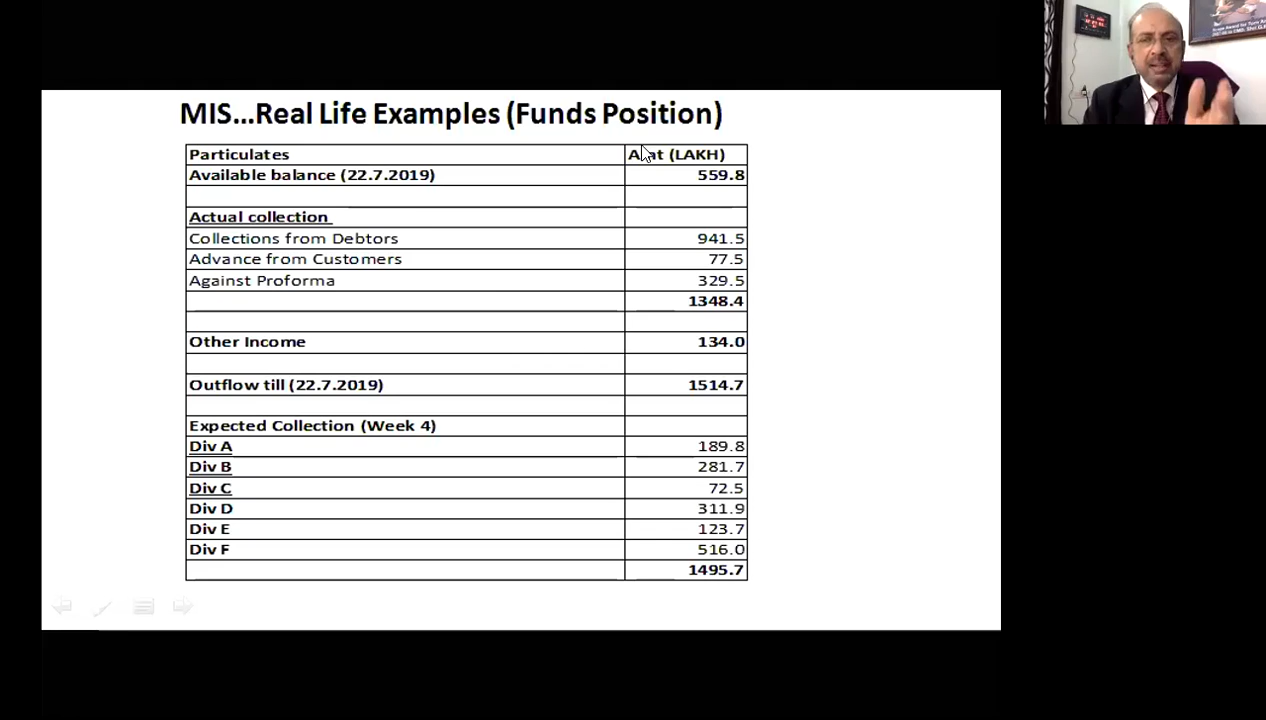 MIS...Real Life Examples (Funds Position)
Particulates (LAKH)
Available balance (22.7.2019) 559.8
Actual collection
Collections from Debtors 941.5
Advance from Customers 77.5
Against Proforma 329.5
1348.4
Other Income 134.0
Outflow till (22.7.2019) 1514.7
Expected Collection (Week 4)
Div A 189.8
Div B 281.7
Div C 72.5
Div D 311.9
Div E 123.7
Div F 516.0
1495.7